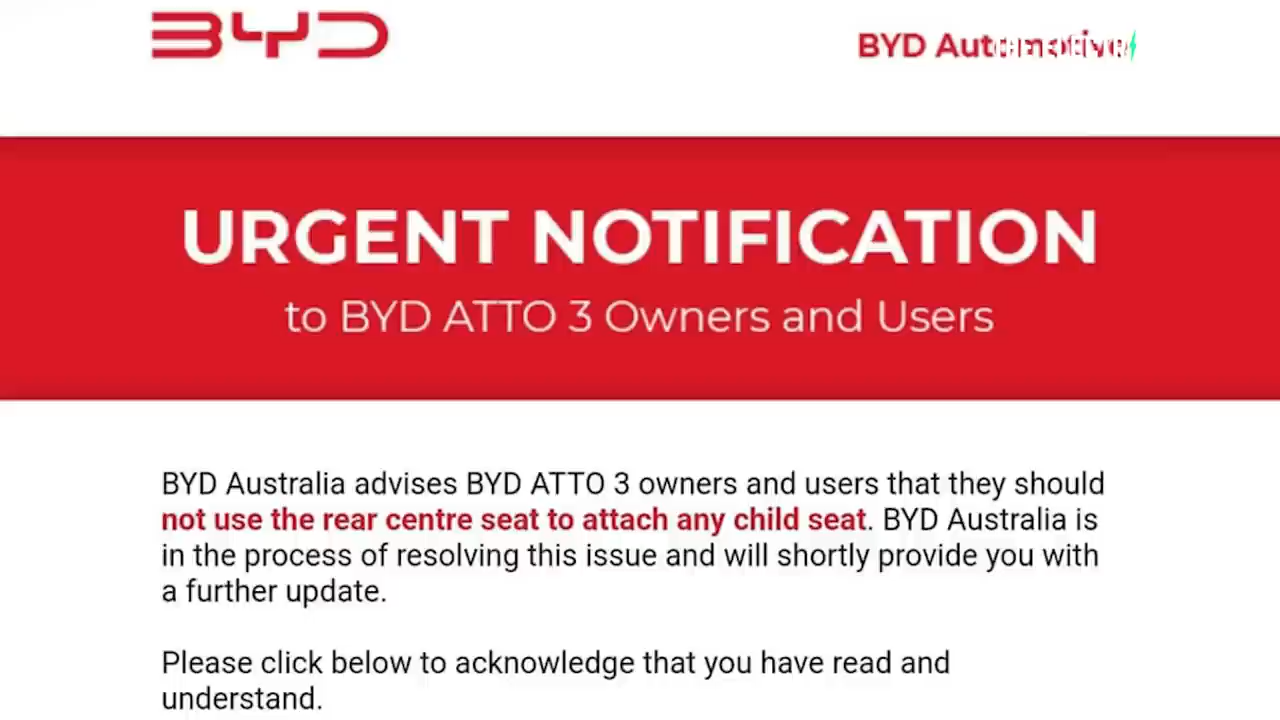 BYD
BYD Automotive
THE ELECTR
URGENT NOTIFICATION
to BYD ATTO 3 Owners and Users
BYD Australia advises BYD ATTO 3 owners and users that they should
not use the rear centre seat to attach any child seat. BYD Australia is
in the process of resolving this issue and will shortly provide you with
a further update.
Please click below to acknowledge that you have read and
understand.